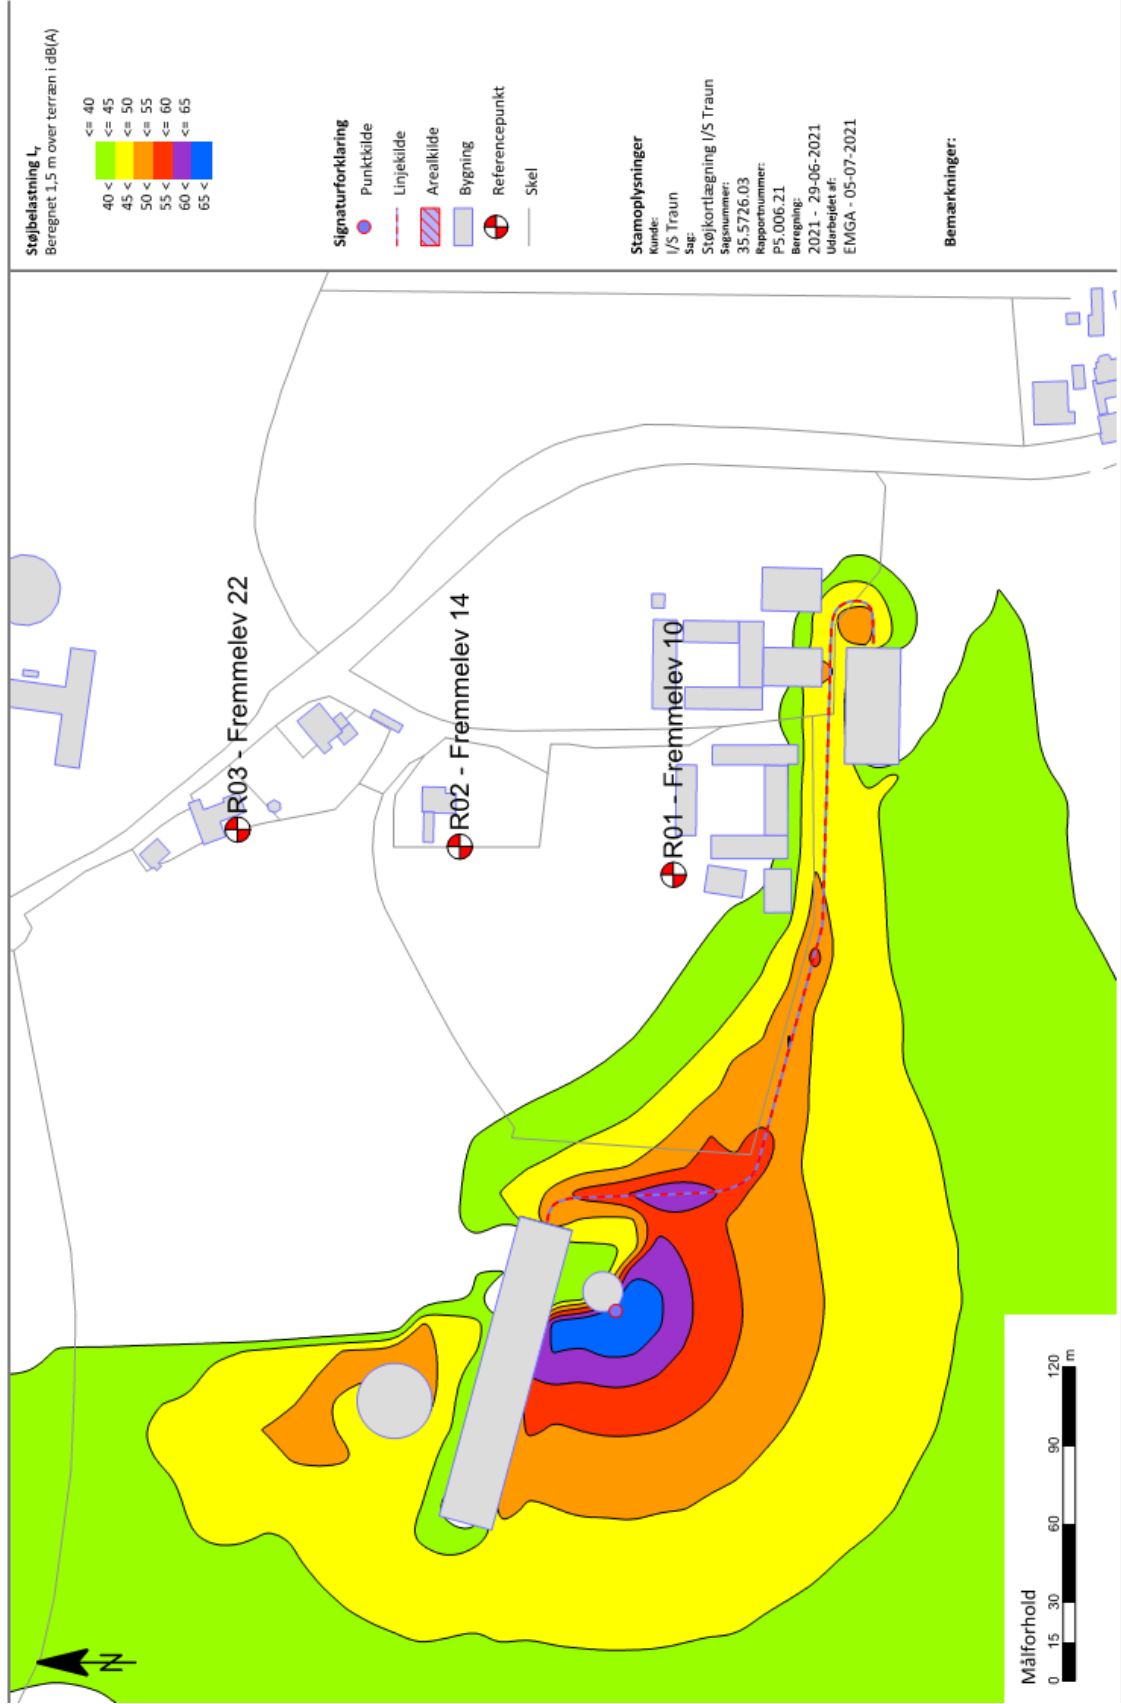 Støjbelastning Lr
Beregnet 1,5 m over terræn i dB(A)
<= 40
40 < <= 45
45 < <= 50
50 < <= 55
55 < <= 60
60 < <= 65
65 <
Signaturforklaring
Punktkilde
Linjekilde
Arealkilde
Bygning
Referencepunkt
Skel
Stamoplysninger
Kunde:
I/S Traun
Sag:
Støjkortlægning I/S Traun
Sagsnummer:
35.5726.03
Rapportnummer:
P5.006.21
Beregning:
2021 - 29-06-2021
Udarbejdet af:
EMGA - 05-07-2021
Bemærkninger:
R03 - Fremmelev 22
R02 - Fremmelev 14
R01 - Fremmelev 10
N
Målforhold
0 15 30 60 90 120
m